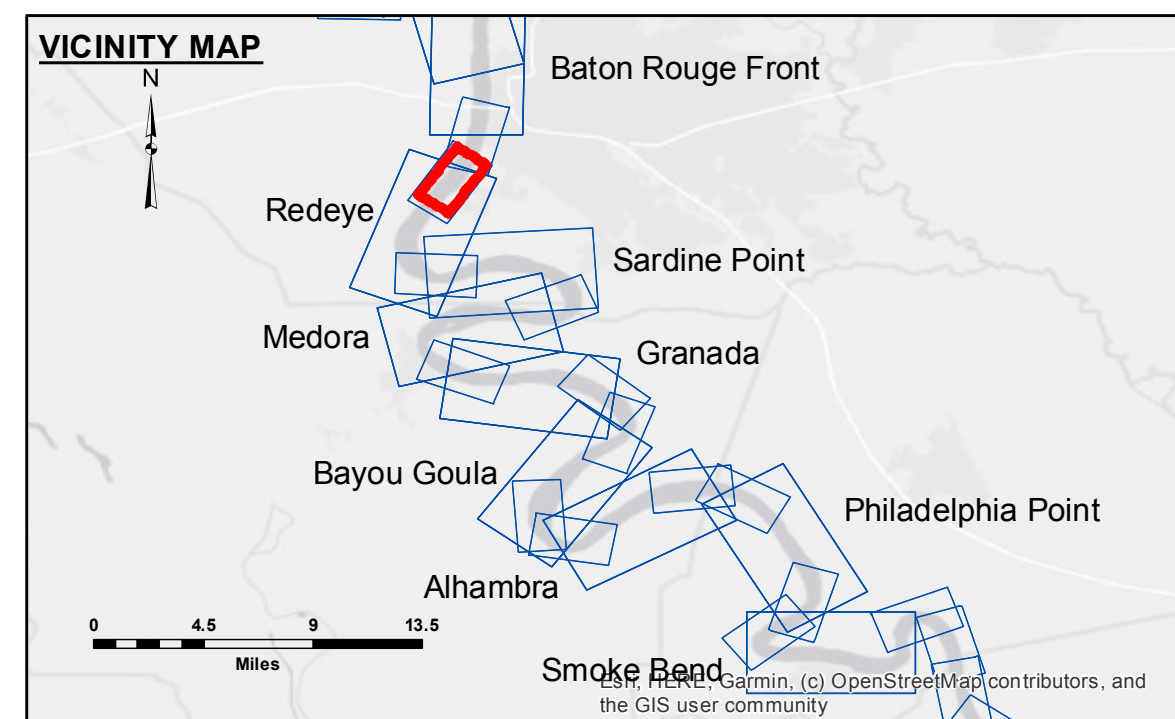 VICINITY MAP
N
Baton Rouge Front
Redeye
Sardine Point
Medora
Granada
Bayou Goula
Philadelphia Point
Alhambra
0 4.5 9 13.5
Miles
Smoke Bend
Esri, HERE, Garmin, (c) OpenStreetMap contributors, and
the GIS user community